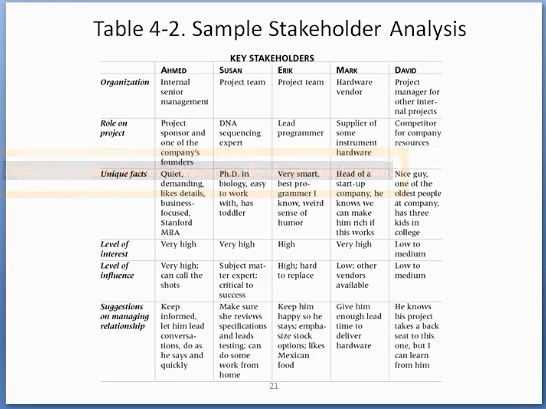 Table 4-2. Sample Stakeholder Analysis
KEY STAKEHOLDERS
AHMED SUSAN ERIK MARK DAVID
Organization Internal Project team Project team Hardware Project
senior vendor manager for
management other inter-
nal projects
Role on Project DNA Lead Supplier of Competitor
project sponsor and sequencing programmer some for company
one of the expert instrument resources
company's hardware
founders
Unique facts Quiet, Ph.D. in Very smart, Head of a Nice guy,
demanding, biology, easy best pro- start-up one of the
likes details, to work grammer I company, he oldest people
business- with, has know, weird knows we at company,
focused, toddler sense of can make has three
Stanford humor him rich if kids in
MBA this works college
Level of Very high Very high High Very high Low to
interest medium
Level of Very high; Subject mat- High; hard Low; other Low to
influence can call the ter expert; to replace vendors medium
shots critical to available
success
Suggestions Keep Make sure Keep him Give him He knows
on managing informed, she reviews happy so he enough lead his project
relationship let him lead specifications stays; empha- time to takes a back
conversa- and leads size stock deliver seat to this
tions, do as testing; can options; likes hardware one, but I
he says and do some Mexican can learn
quickly work from food from him
home
21